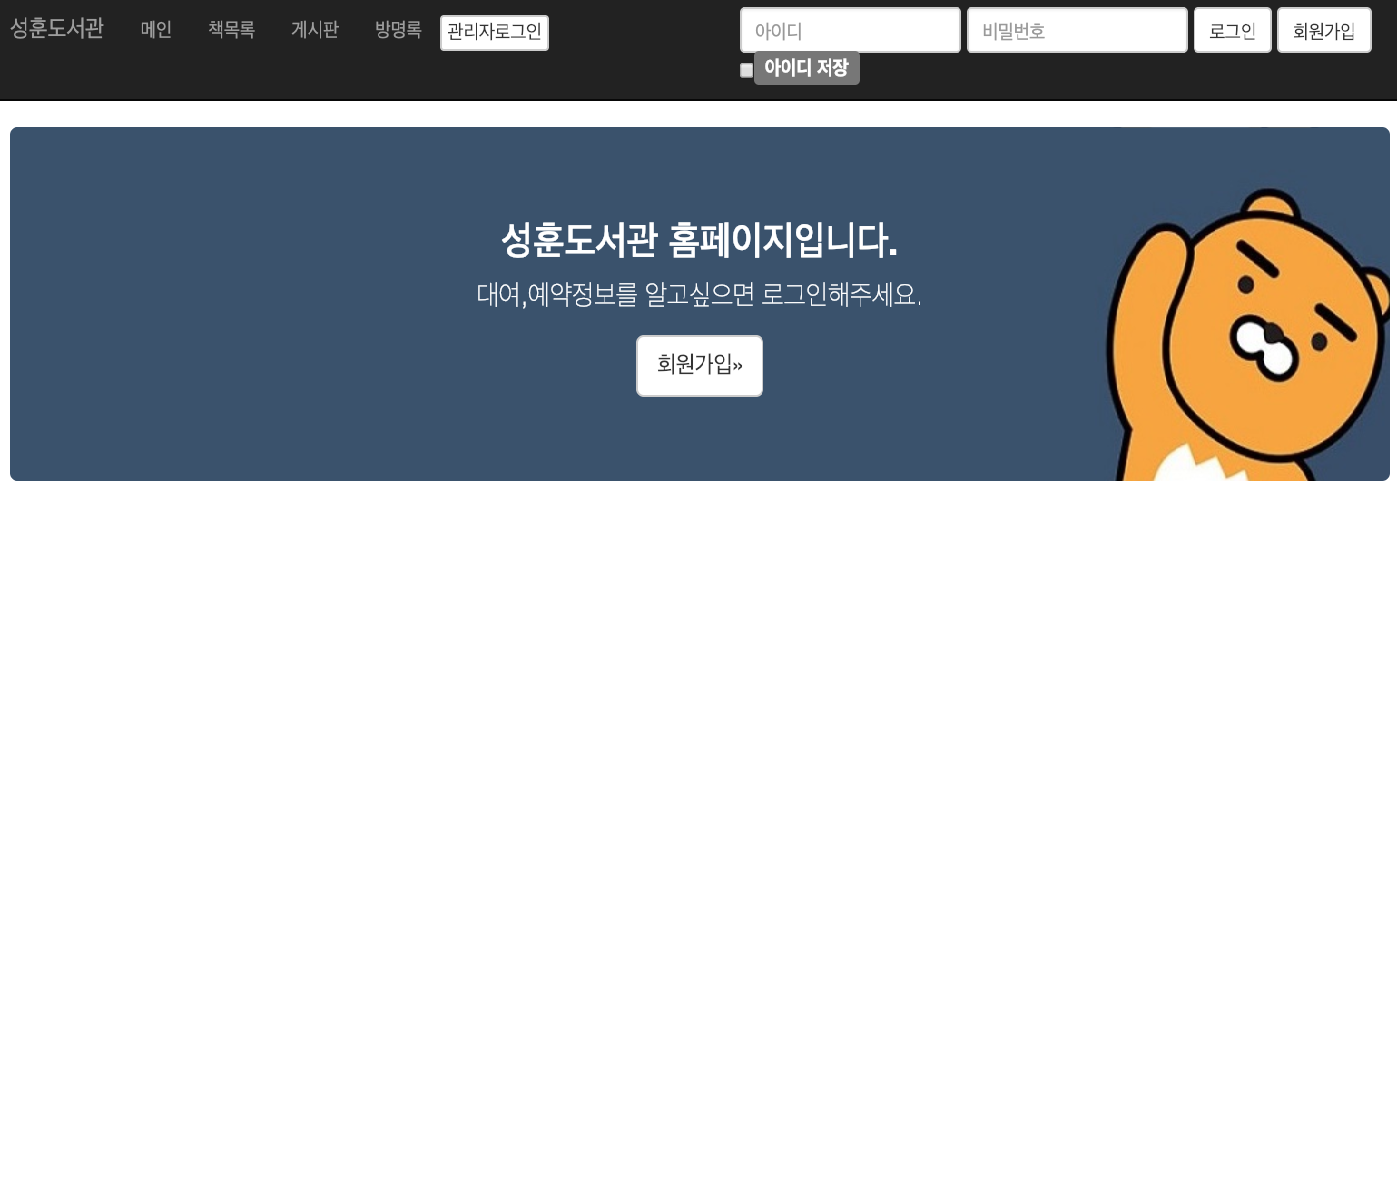 성훈도서관 메인 책목록 게시판 방명록 관리자로그인 아이디 비밀번호 로그인 회원가입
아이디 저장
성훈도서관 홈페이지입니다.
대여,예약정보를 알고싶으면 로그인해주세요.
회원가입»